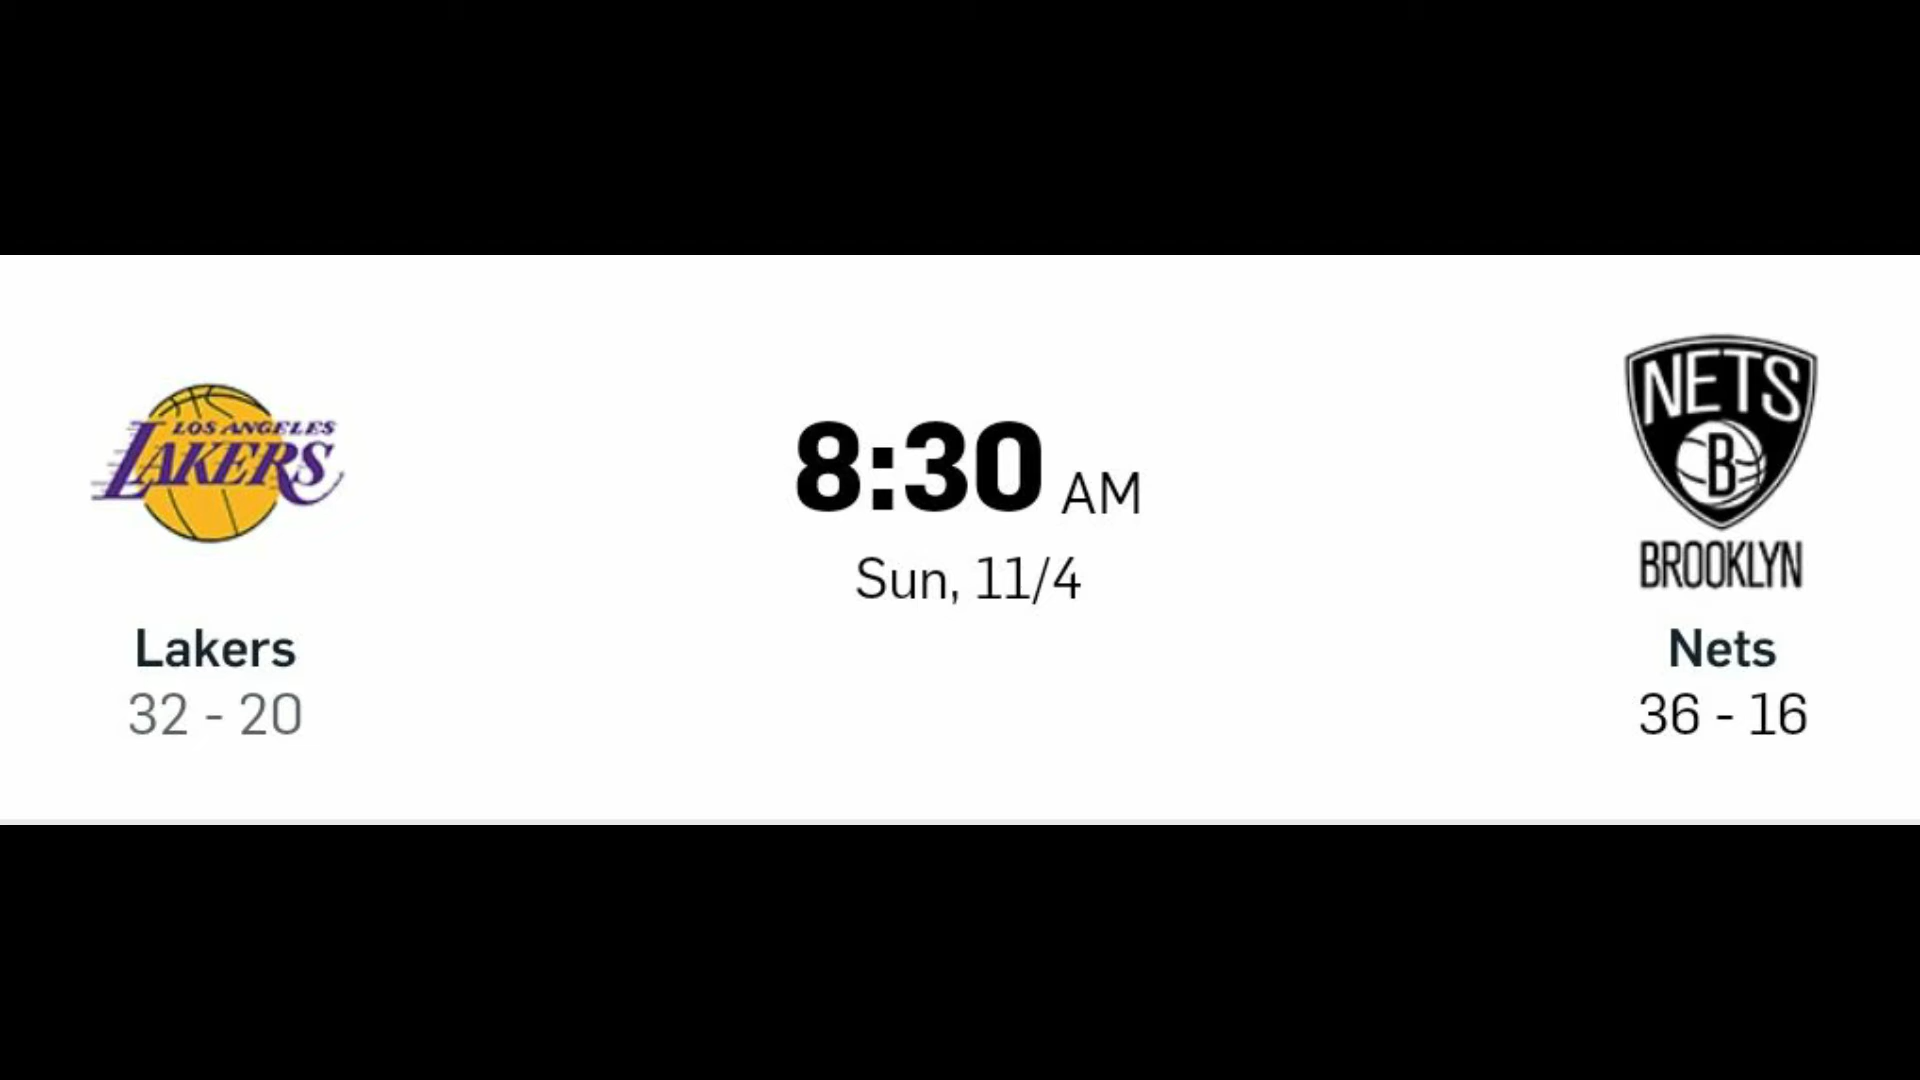 LOS ANGELES
LAKERS
Lakers
32 - 20
8:30 AM
Sun, 11/4
NETS
B
BROOKLYN
Nets
36 - 16